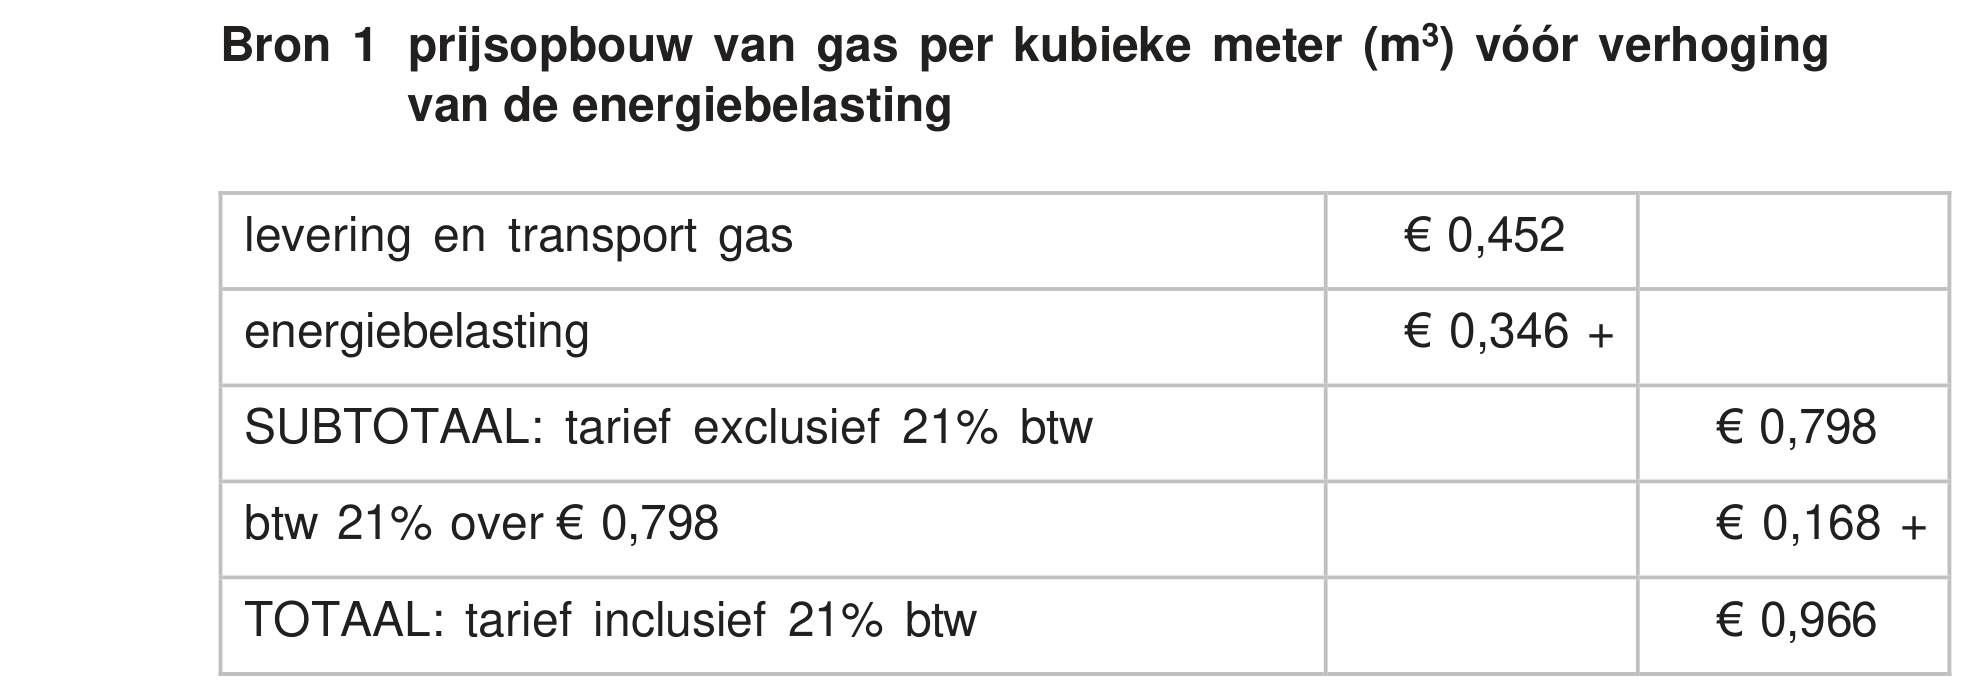 Bron 1 prijsopbouw van gas per kubieke meter (m³) vóór verhoging
van de energiebelasting
levering en transport gas € 0,452
energiebelasting € 0,346 +
SUBTOTAAL: tarief exclusief 21% btw € 0,798
btw 21% over € 0,798 € 0,168 +
TOTAAL: tarief inclusief 21% btw € 0,966